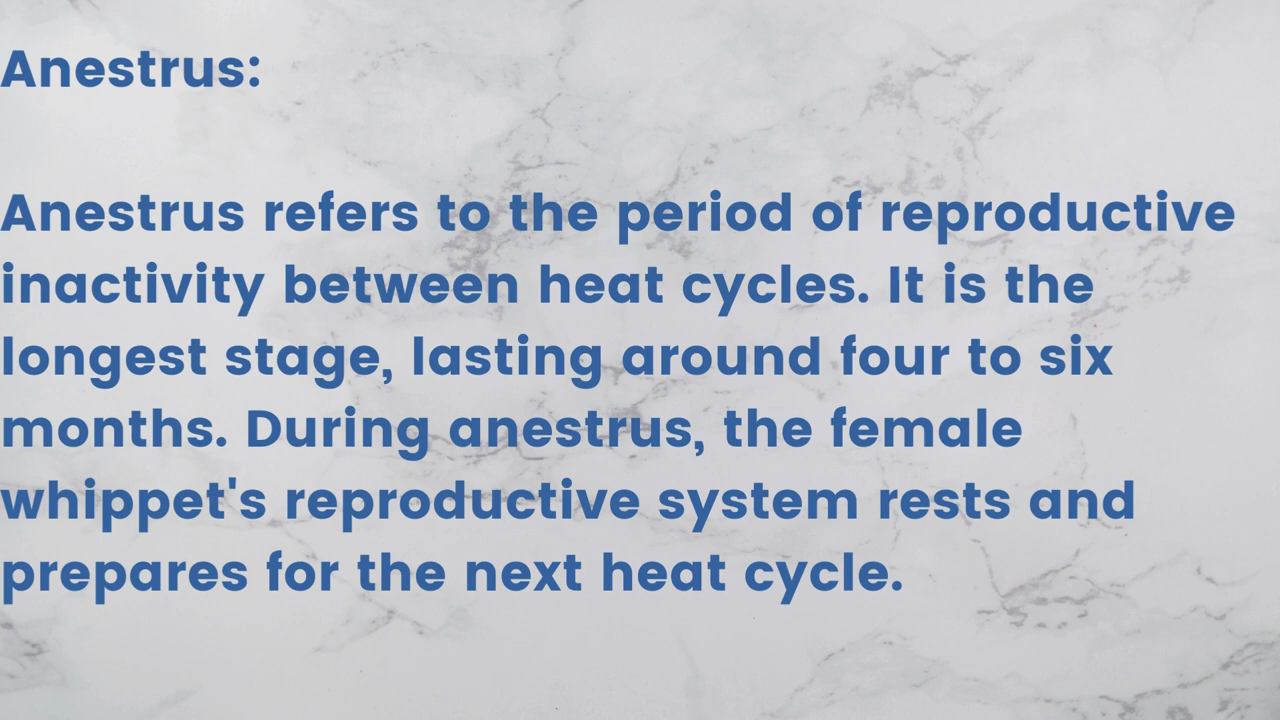 Anestrus:
Anestrus refers to the period of reproductive
inactivity between heat cycles. It is the
longest stage, lasting around four to six
months. During anestrus, the female
whippet's reproductive system rests and
prepares for the next heat cycle.